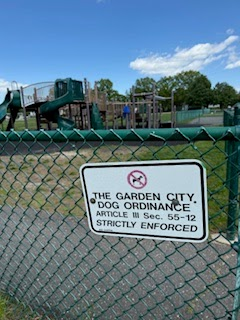 THE GARDEN CITY
DOG ORDINANCE
ARTICLE III Sec. 55-12
STRICTLY ENFORCED